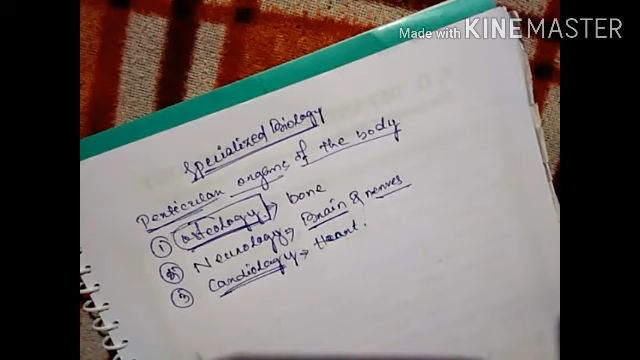 Made with KINEMASTER
Specialized Biology
Perticular organs of the body
① Osteology → bone
② Neurology → Brain & nerves
③ Cardiology → Heart.